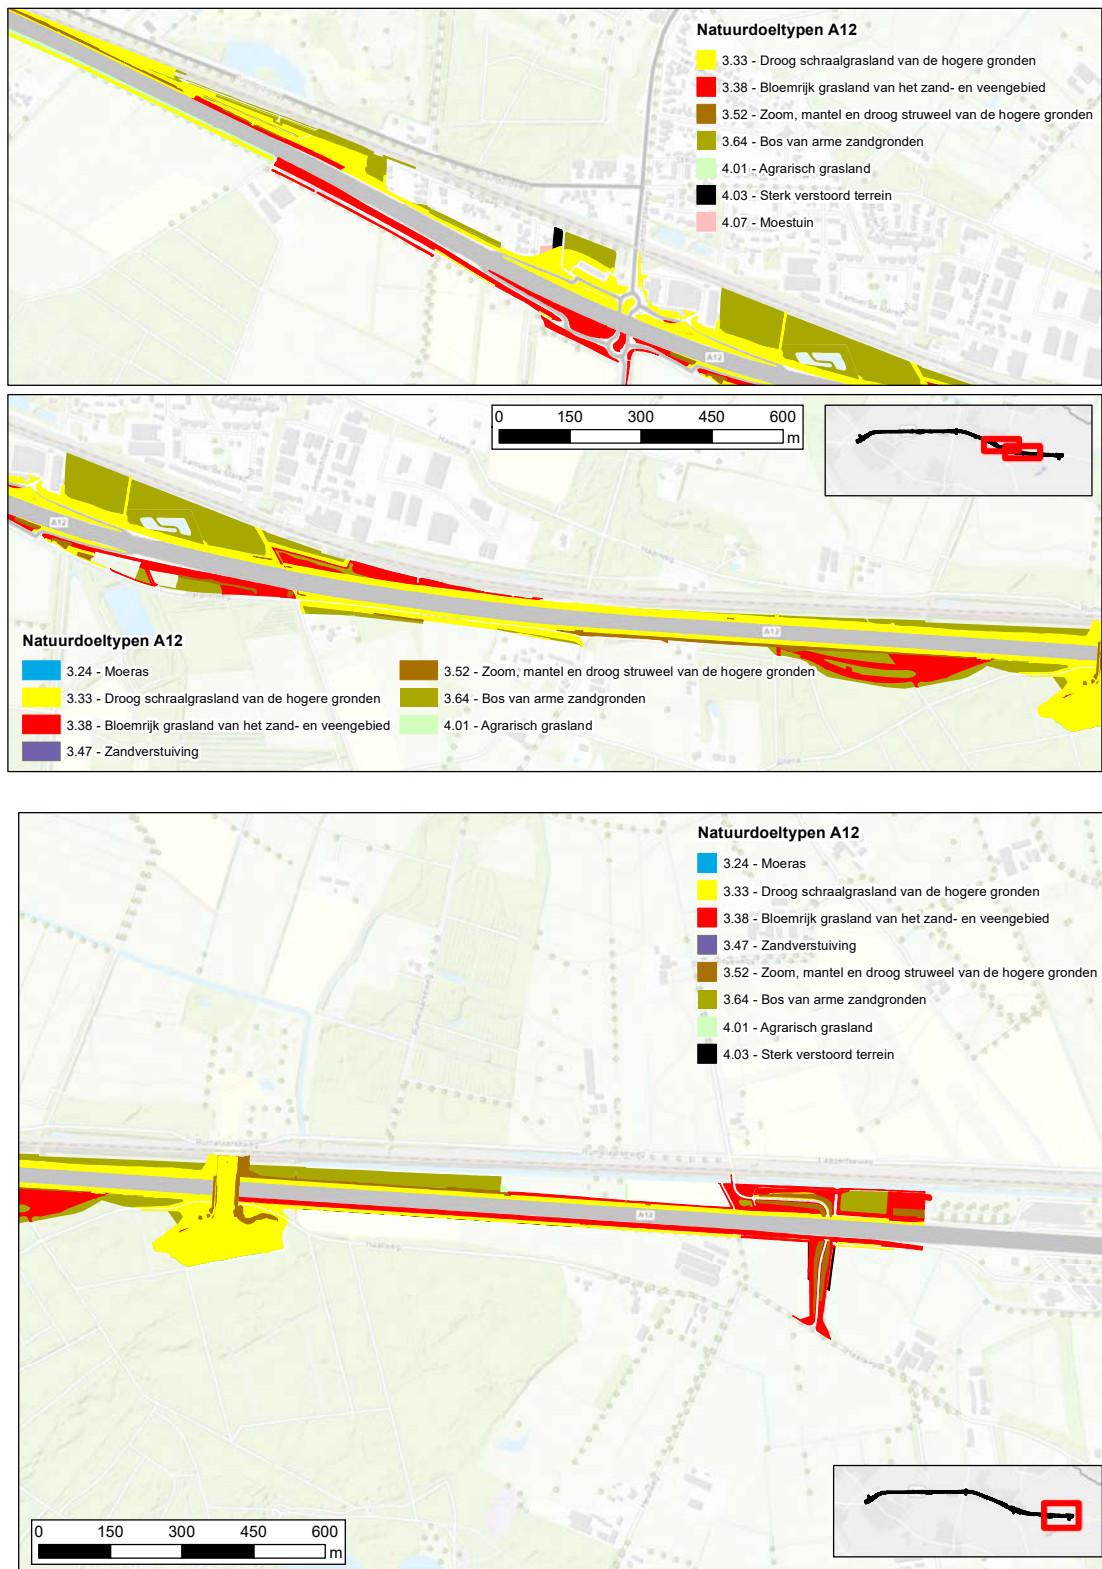 Natuurdoeltypen A12
3.33 - Droog schraalgrasland van de hogere gronden
3.38 - Bloemrijk grasland van het zand- en veengebied
3.52 - Zoom, mantel en droog struweel van de hogere gronden
3.64 - Bos van arme zandgronden
4.01 - Agrarisch grasland
4.03 - Sterk verstoord terrein
4.07 - Moestuin
A12
0 150 300 450 600
m
A12
Haarweg
A12
Natuurdoeltypen A12
3.24 - Moeras
3.33 - Droog schraalgrasland van de hogere gronden
3.38 - Bloemrijk grasland van het zand- en veengebied
3.47 - Zandverstuiving
3.52 - Zoom, mantel en droog struweel van de hogere gronden
3.64 - Bos van arme zandgronden
4.01 - Agrarisch grasland
Natuurdoeltypen A12
3.24 - Moeras
3.33 - Droog schraalgrasland van de hogere gronden
3.38 - Bloemrijk grasland van het zand- en veengebied
3.47 - Zandverstuiving
3.52 - Zoom, mantel en droog struweel van de hogere gronden
3.64 - Bos van arme zandgronden
4.01 - Agrarisch grasland
4.03 - Sterk verstoord terrein
A12
Haarweg
0 150 300 450 600
m